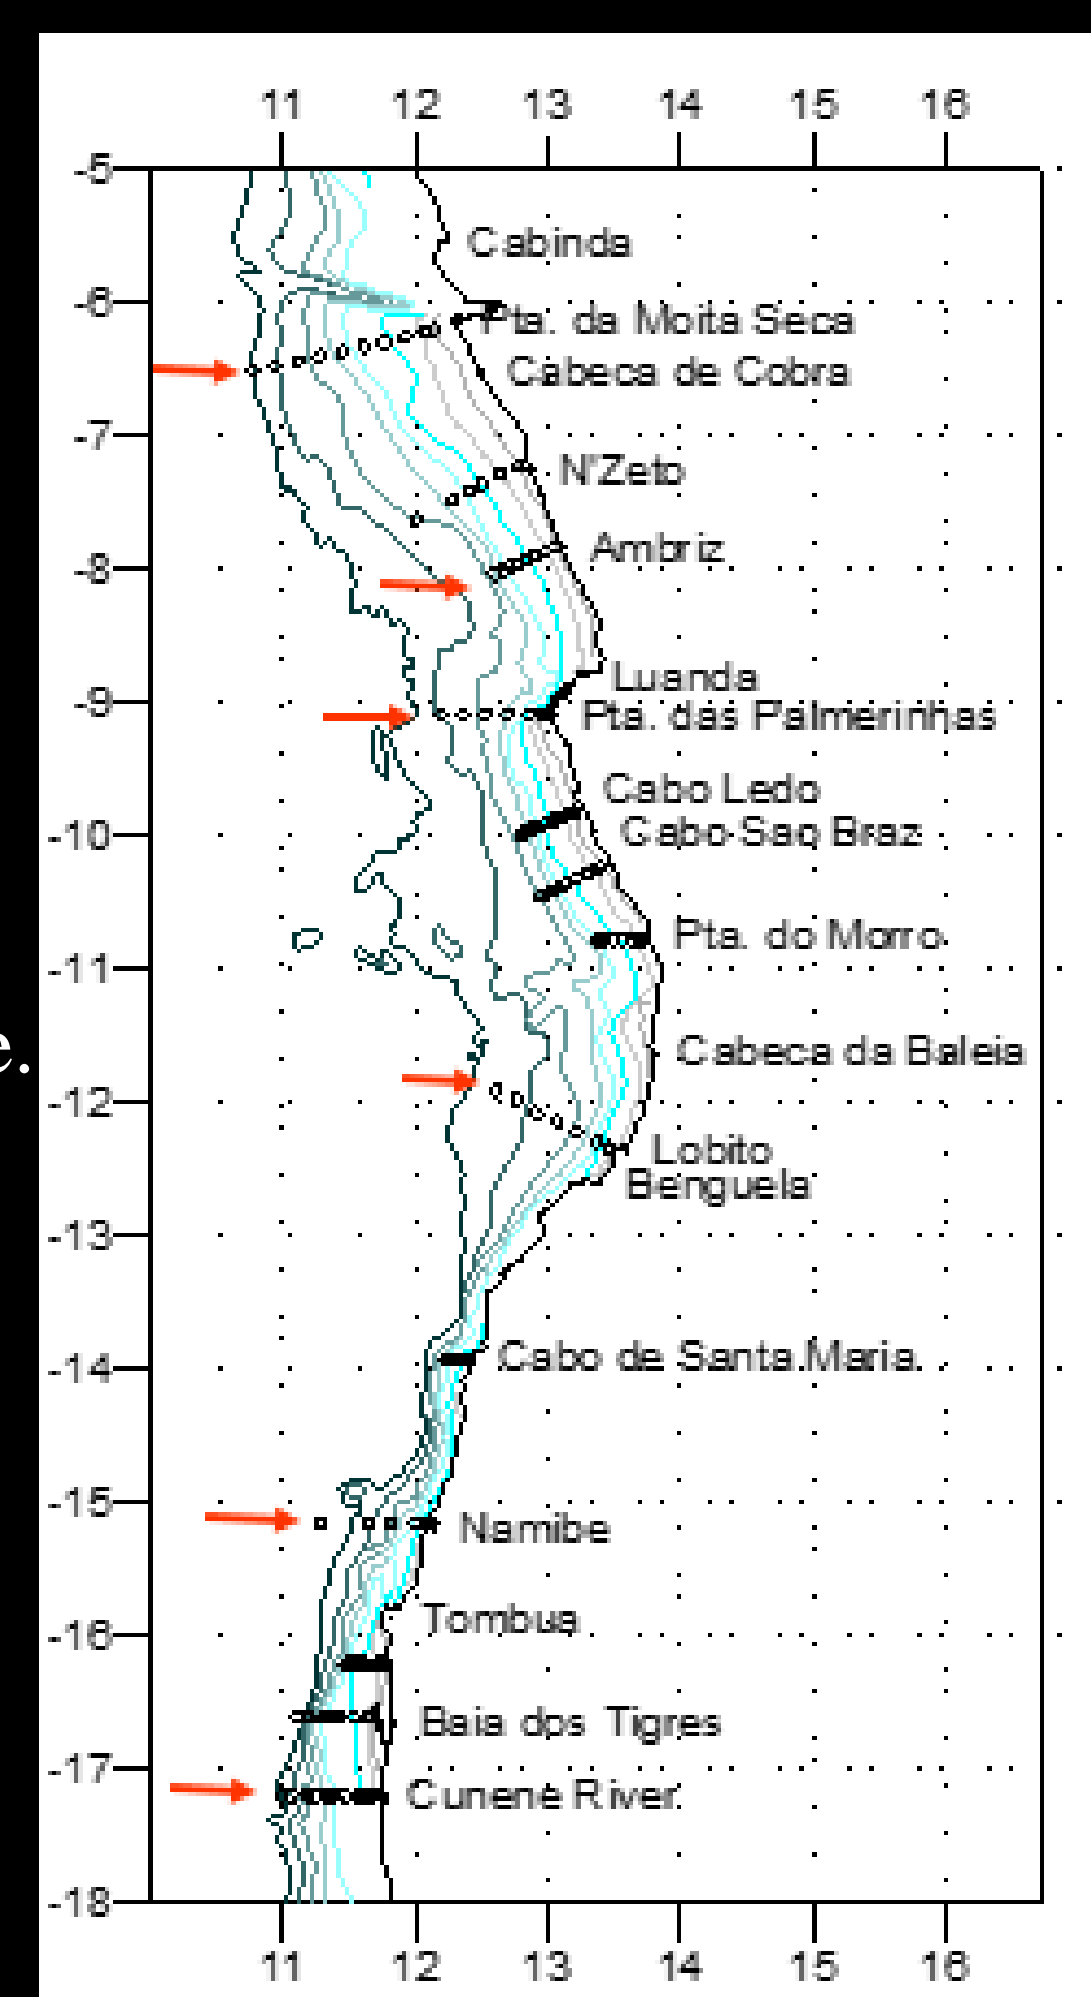 11 12 13 14 15 16
-5
Cabinda
-6
Pta. da Moita Seca
Cabeca de Cobra
-7
N'Zeto
Ambriz
-8
Luanda
-9
Pta. das Palmerinhas
Cabo Ledo
-10
Cabo Sao Braz
Pta. do Morro
-11
e.
Cabeca da Baleia
-12
Lobito
Benguela
-13
-14
Cabo de Santa Maria
-15
Namibe
Tombua
-16
Baia dos Tigres
-17
Cunene River
-18
11 12 13 14 15 16